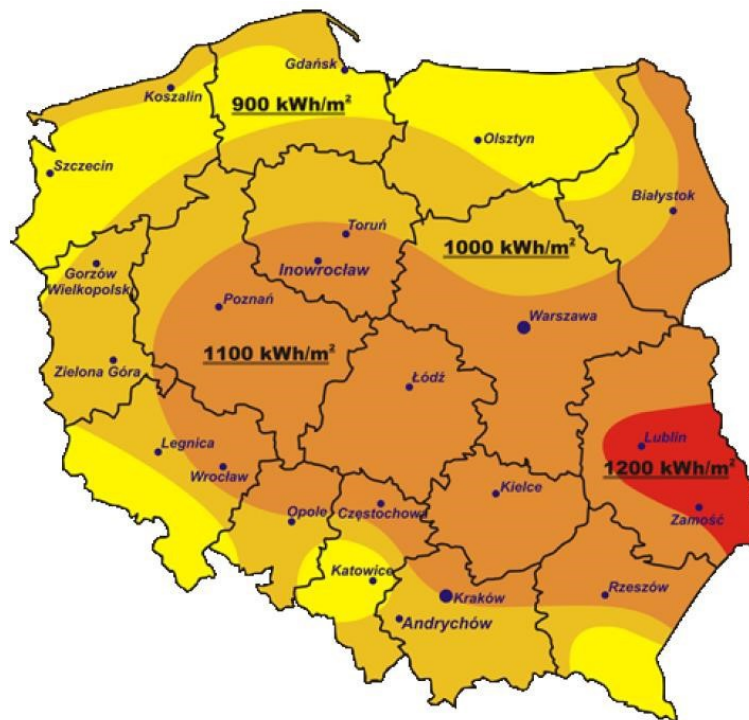 Gdańsk
Koszalin
900 kWh/m²
Olsztyn
Szczecin
Białystok
Toruń
1000 kWh/m²
Inowrocław
Gorzów
Wielkopolski
Poznań
Warszawa
1100 kWh/m²
Zielona Góra
Łódź
Legnica
Lublin
Wrocław
1200 kWh/m²
Kielce
Opole
Częstochowa
Zamość
Katowice
Kraków
Rzeszów
Andrychów